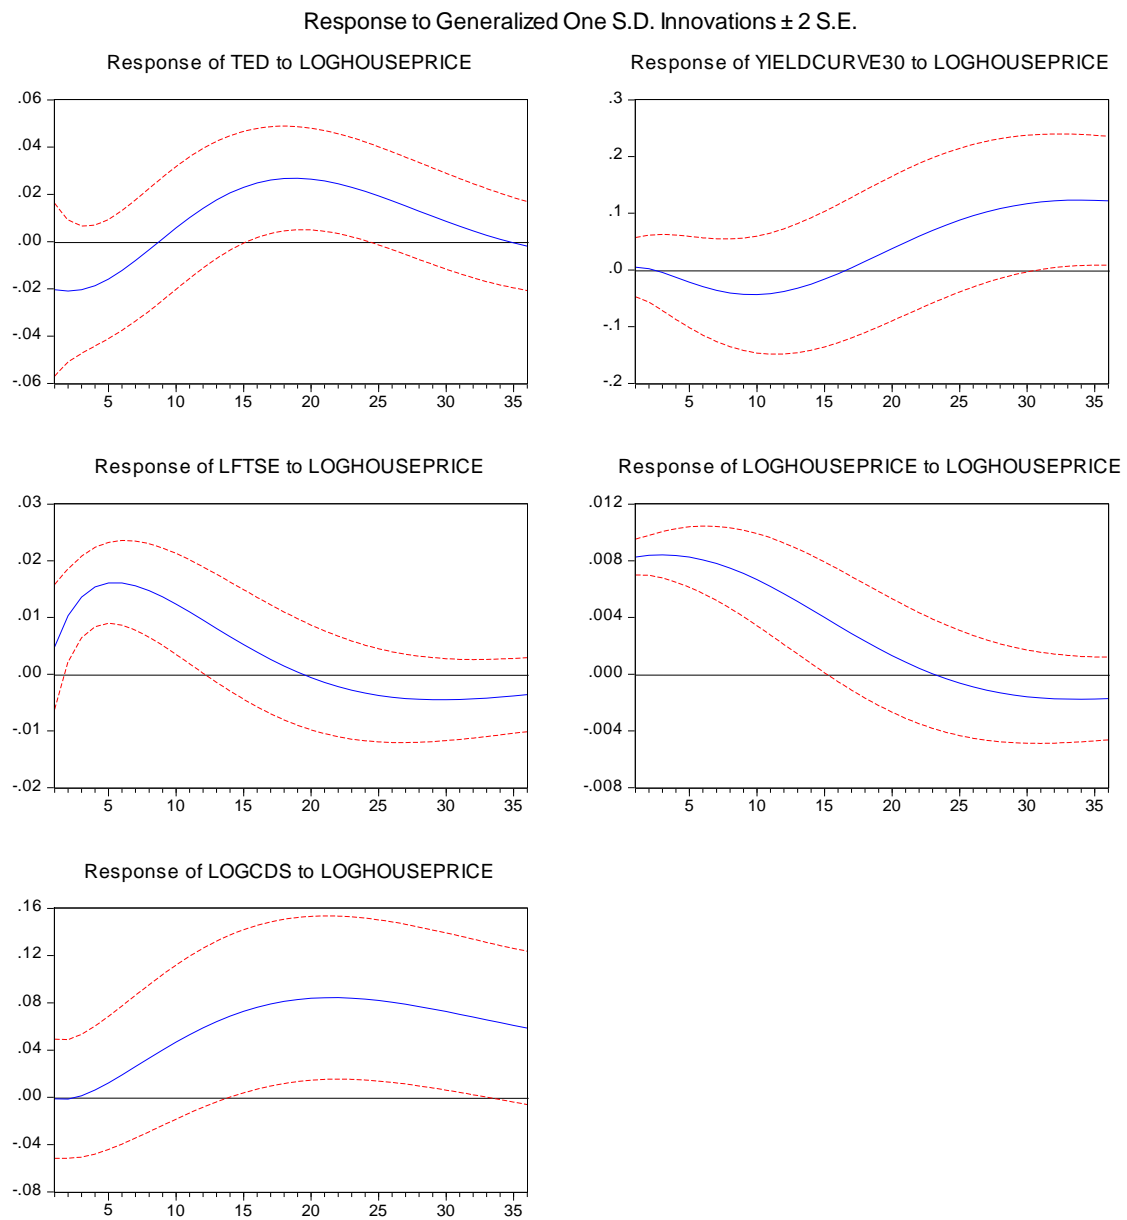 Response to Generalized One S.D. Innovations ± 2 S.E.
Response of TED to LOGHOUSEPRICE
.06
.04
.02
.00
-.02
-.04
-.06
5 10 15 20 25 30 35
Response of YIELDCURVE30 to LOGHOUSEPRICE
.3
.2
.1
.0
-.1
-.2
5 10 15 20 25 30 35
Response of LFTSE to LOGHOUSEPRICE
.03
.02
.01
.00
-.01
-.02
5 10 15 20 25 30 35
Response of LOGHOUSEPRICE to LOGHOUSEPRICE
.012
.008
.004
.000
-.004
-.008
5 10 15 20 25 30 35
Response of LOGCDS to LOGHOUSEPRICE
.16
.12
.08
.04
.00
-.04
-.08
5 10 15 20 25 30 35